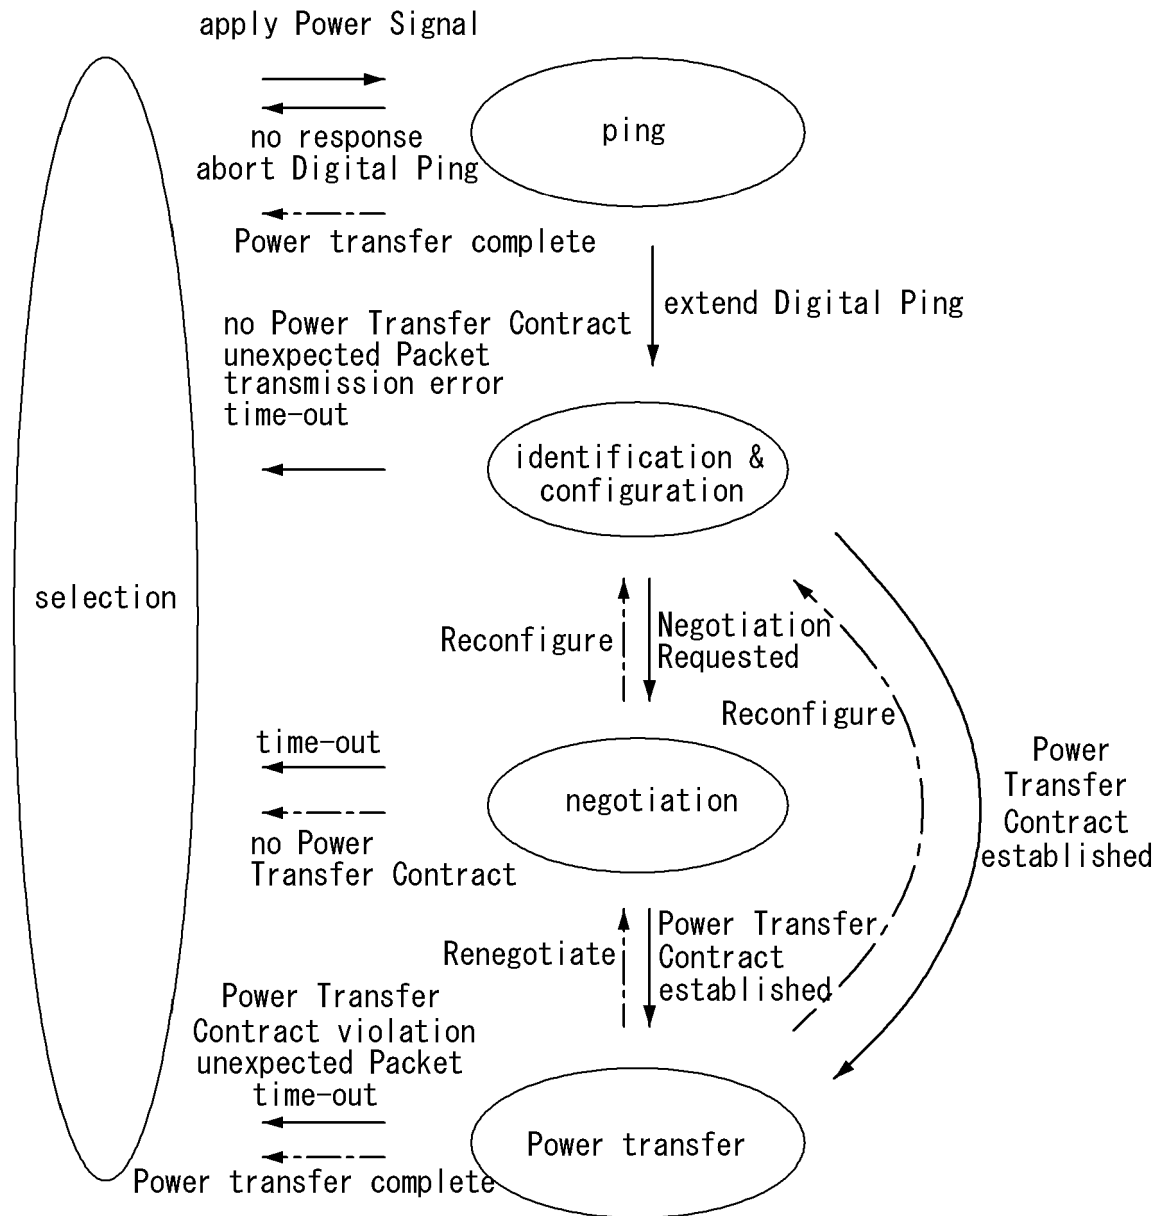 apply Power Signal
ping
no response
abort Digital Ping
Power transfer complete
extend Digital Ping
no Power Transfer Contract
unexpected Packet
transmission error
time-out
identification &
configuration
selection
Reconfigure
Negotiation
Requested
Reconfigure
time-out
negotiation
no Power
Transfer Contract
Power
Transfer
Contract
established
Renegotiate
Power Transfer
Contract
established
Power Transfer
Contract violation
unexpected Packet
time-out
Power transfer
Power transfer complete